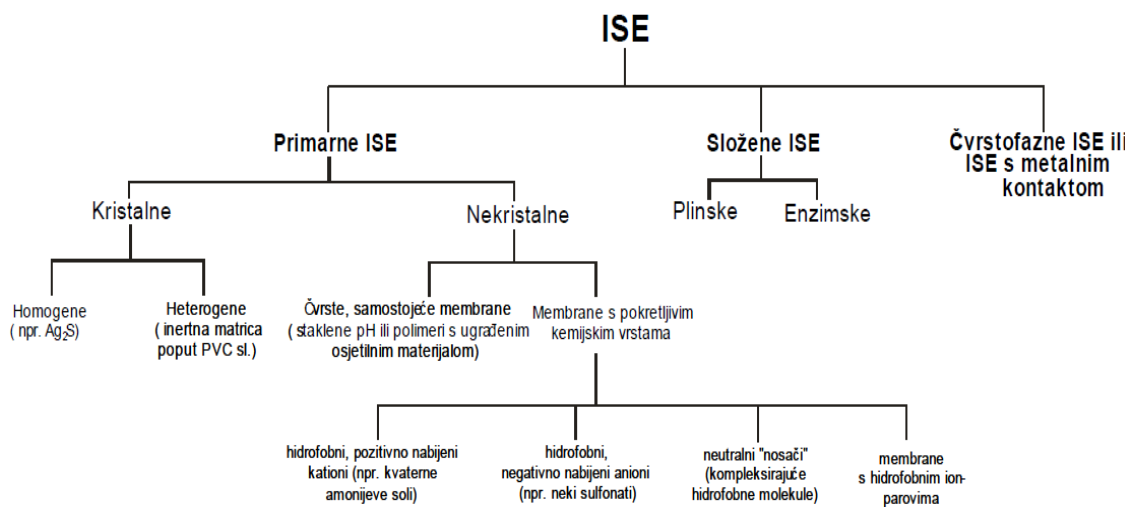 ISE
Primarne ISE
Složene ISE
Čvrstofazne ISE ili
ISE s metalnim
kontaktom
Kristalne
Nekristalne
Plinske
Enzimske
Homogene
( npr. Ag₂S)
Heterogene
( inertna matrica
poput PVC sl.)
Čvrste, samostojeće membrane
( staklene pH ili polimeri s ugrađenim
osjetilnim materijalom)
Membrane s pokretljivim
kemijskim vrstama
hidrofobni, pozitivno nabijeni
kationi (npr. kvaterne
amonijeve soli)
hidrofobni,
negativno nabijeni anioni
(npr. neki sulfonati)
neutralni "nosači"
(kompleksirajuće
hidrofobne molekule)
membrane
s hidrofobnim ion-
parovima